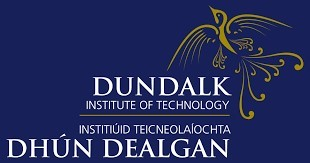 DUNDALK
INSTITUTE OF TECHNOLOGY
INSTITIÚID TEICNEOLAÍOCHTA
DHÚN DEALGAN